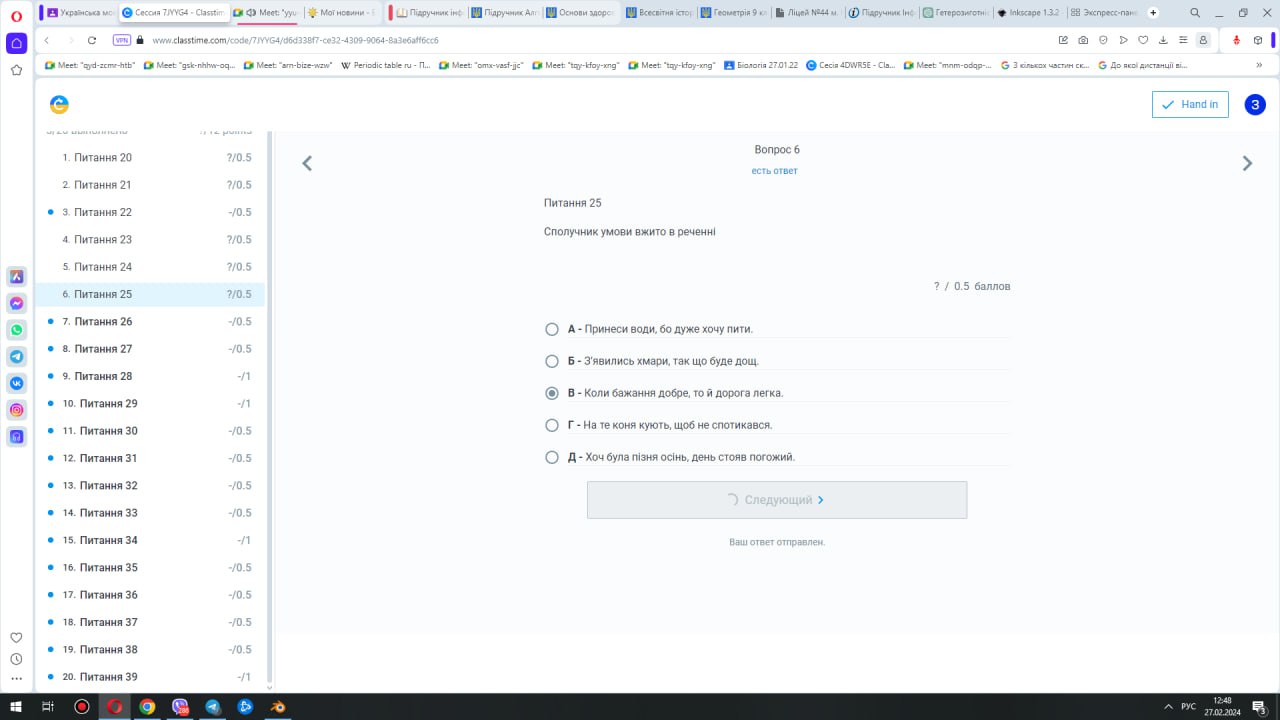 Українська мо
Сессия 7JYYG4 - Classtim
Meet: "yyu
Мої новини - E
Підручник інф
Підручник Алг
Основи здоро
Всесвітня істо
Геометрія 9 кл
Ліцей №44 о
Підручник Інф
Гетерозиготні
Inkscape 1.3.2
Экспресс-пане
VPN
www.classtime.com/code/7JYYG4/d6d338f7-ce32-4309-9064-8a3e6aff6cc6
Meet: "qyd-zcmr-htb"
Meet: "gsk-nhhw-oq...
Meet: "arn-bize-wzw"
Periodic table ru - П...
Meet: "omx-vasf-jjc"
Meet: "tqy-kfoy-xng"
Meet: "tqy-kfoy-xng"
Біологія 27.01.22
Сесія 4DWR5E - Cla...
Meet: "mnm-odqp-...
З кількох частин ск...
До якої дистанції ві...
Hand in
З
1. Питання 20 ?/0.5
2. Питання 21 ?/0.5
3. Питання 22 -/0.5
4. Питання 23 ?/0.5
5. Питання 24 ?/0.5
6. Питання 25 ?/0.5
7. Питання 26 -/0.5
8. Питання 27 -/0.5
9. Питання 28 -/1
10. Питання 29 -/1
11. Питання 30 -/0.5
12. Питання 31 -/0.5
13. Питання 32 -/0.5
14. Питання 33 -/0.5
15. Питання 34 -/1
16. Питання 35 -/0.5
17. Питання 36 -/0.5
18. Питання 37 -/0.5
19. Питання 38 -/0.5
20. Питання 39 -/1
Вопрос 6
есть ответ
Питання 25
Сполучник умови вжито в реченні
? / 0.5 баллов
А - Принеси води, бо дуже хочу пити.
Б - З'явились хмари, так що буде дощ.
В - Коли бажання добре, то й дорога легка.
Г - На те коня кують, щоб не спотикався.
Д - Хоч була пізня осінь, день стояв погожий.
Следующий
Ваш ответ отправлен.
РУС
12:48
27.02.2024
3